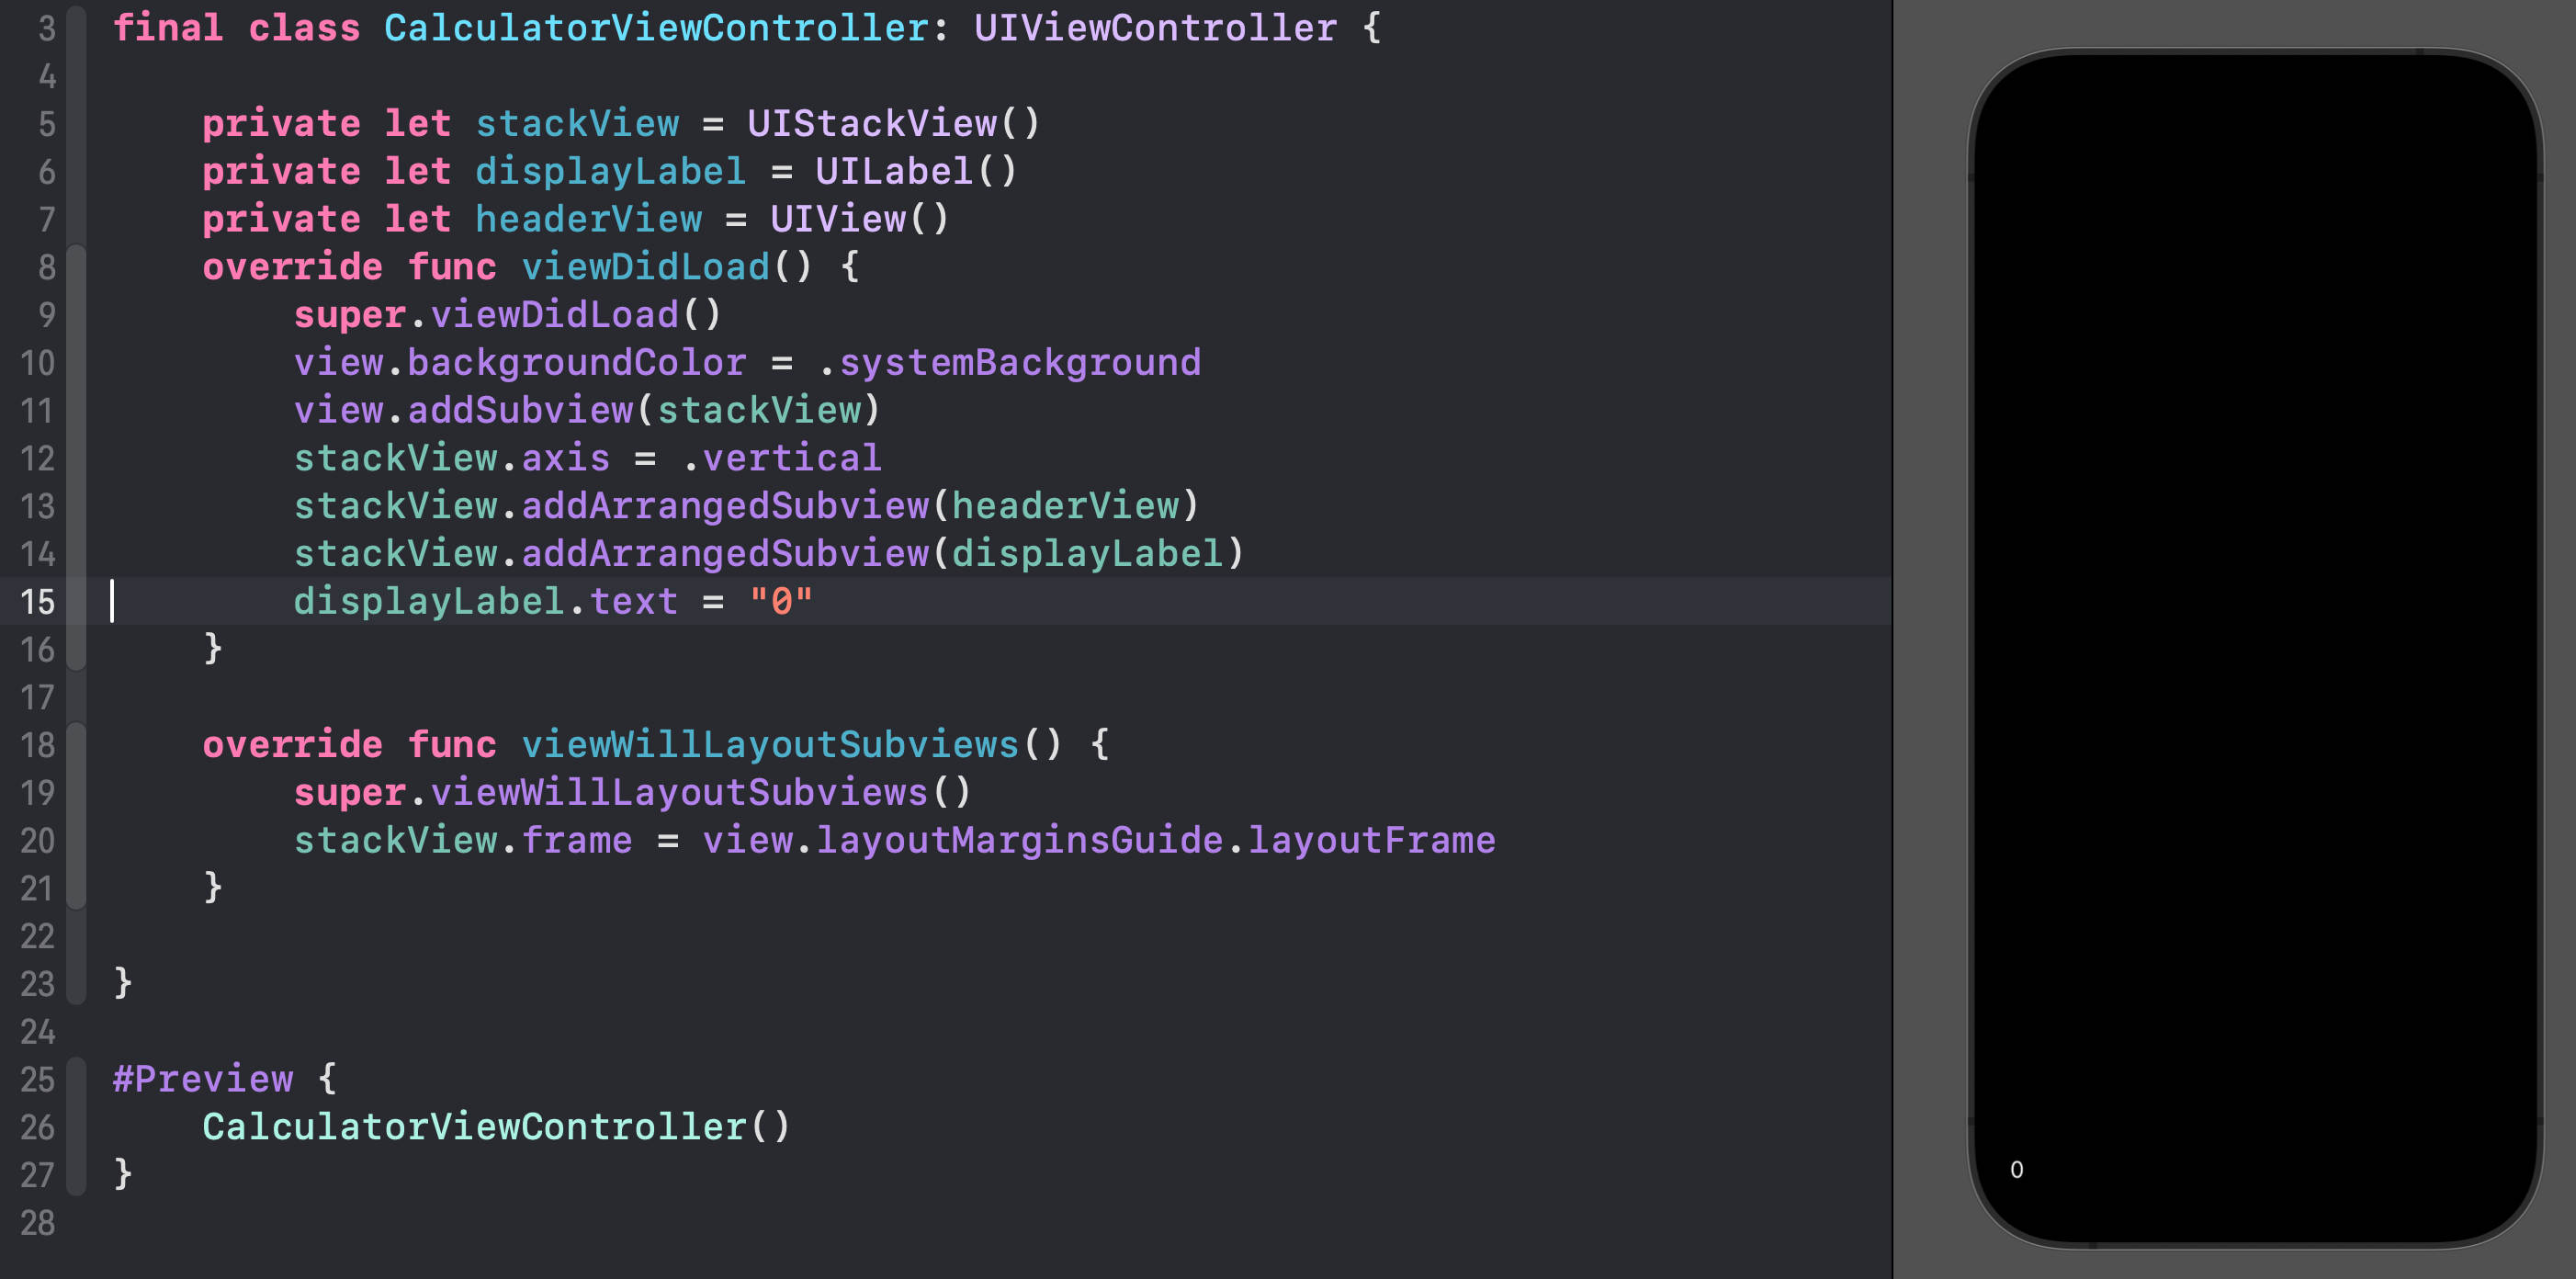 3 final class CalculatorViewController: UIViewController {
4
5 private let stackView = UIStackView()
6 private let displayLabel = UILabel()
7 private let headerView = UIView()
8 override func viewDidLoad() {
9 super.viewDidLoad()
10 view.backgroundColor = .systemBackground
11 view.addSubview(stackView)
12 stackView.axis = .vertical
13 stackView.addArrangedSubview(headerView)
14 stackView.addArrangedSubview(displayLabel)
15 displayLabel.text = "0"
16 }
17
18 override func viewWillLayoutSubviews() {
19 super.viewWillLayoutSubviews()
20 stackView.frame = view.layoutMarginsGuide.layoutFrame
21 }
22
23 }
24
25 #Preview {
26 CalculatorViewController()
27 }
28
0